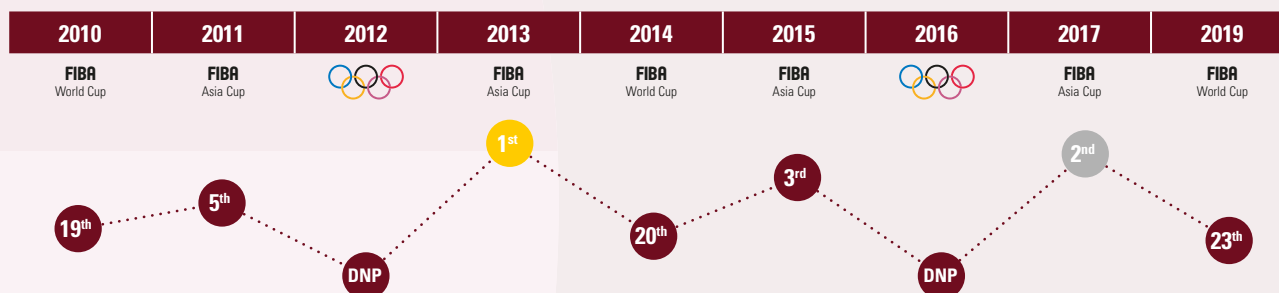 2010 2011 2012 2013 2014 2015 2016 2017 2019
FIBA FIBA FIBA FIBA FIBA FIBA FIBA
World Cup Asia Cup Asia Cup World Cup Asia Cup Asia Cup World Cup
19th 5th DNP 1st 20th 3rd DNP 2nd 23th